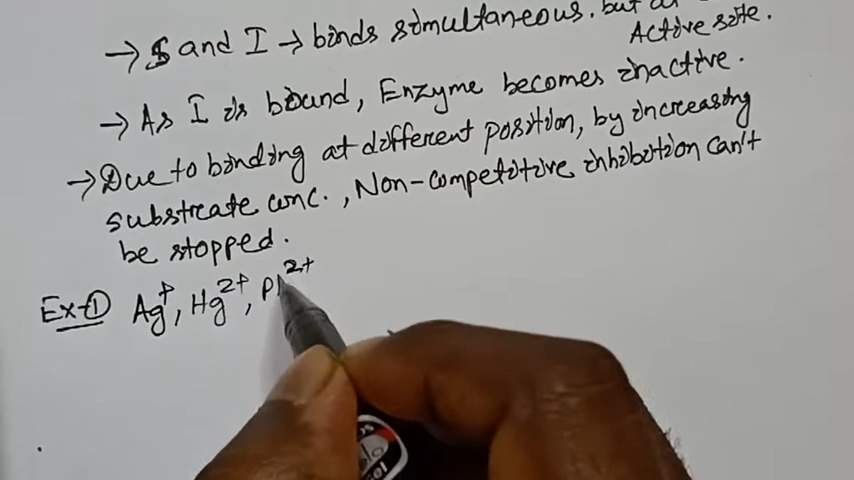 → S and I → binds simultaneous. but
Active site.
→ As I is bound, Enzyme becomes inactive.
→ Due to binding at different position, by increasing
substrate conc., Non-competitive inhibition can't
be stopped.
Ex-① Ag⁺, Hg²⁺, P ²⁺